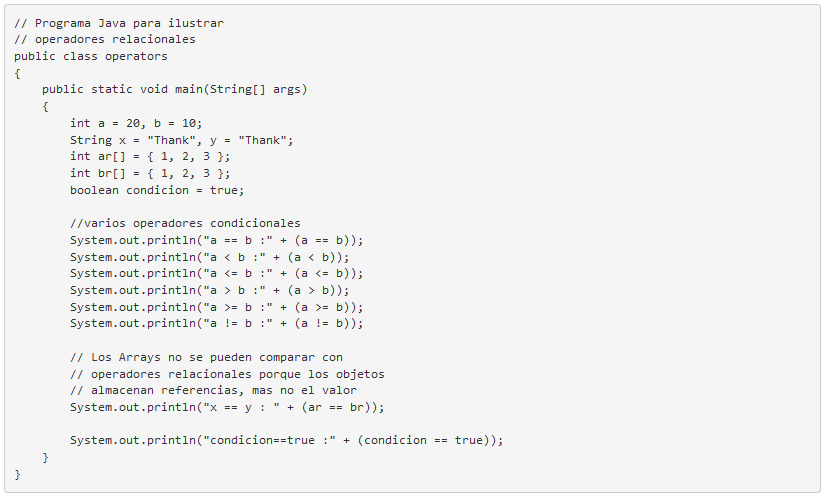 // Programa Java para ilustrar
// operadores relacionales
public class operators
{
    public static void main(String[] args)
    {
        int a = 20, b = 10;
        String x = "Thank", y = "Thank";
        int ar[] = { 1, 2, 3 };
        int br[] = { 1, 2, 3 };
        boolean condicion = true;

        //varios operadores condicionales
        System.out.println("a == b :" + (a == b));
        System.out.println("a < b :" + (a < b));
        System.out.println("a <= b :" + (a <= b));
        System.out.println("a > b :" + (a > b));
        System.out.println("a >= b :" + (a >= b));
        System.out.println("a != b :" + (a != b));

        // Los Arrays no se pueden comparar con
        // operadores relacionales porque los objetos
        // almacenan referencias, mas no el valor
        System.out.println("x == y : " + (ar == br));

        System.out.println("condicion==true :" + (condicion == true));
    }
}